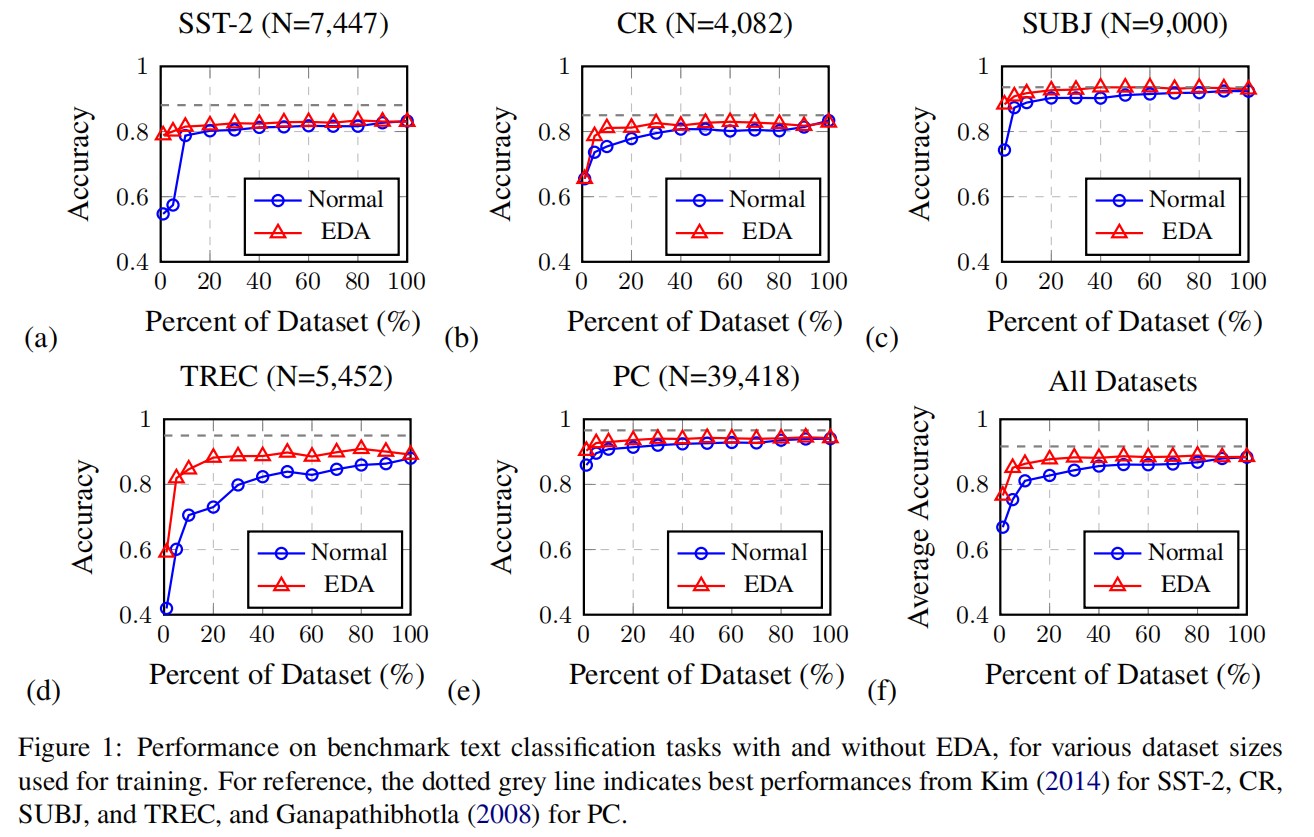 SST-2 (N=7,447)
1
0.8
0.6
0.4
Accuracy
Normal
EDA
0 20 40 60 80 100
Percent of Dataset (%)
(a)
CR (N=4,082)
1
0.8
0.6
0.4
Accuracy
Normal
EDA
0 20 40 60 80 100
Percent of Dataset (%)
(b)
SUBJ (N=9,000)
1
0.8
0.6
0.4
Accuracy
Normal
EDA
0 20 40 60 80 100
Percent of Dataset (%)
(c)
TREC (N=5,452)
1
0.8
0.6
0.4
Accuracy
Normal
EDA
0 20 40 60 80 100
Percent of Dataset (%)
(d)
PC (N=39,418)
1
0.8
0.6
0.4
Accuracy
Normal
EDA
0 20 40 60 80 100
Percent of Dataset (%)
(e)
All Datasets
1
0.8
0.6
0.4
Average Accuracy
Normal
EDA
0 20 40 60 80 100
Percent of Dataset (%)
(f)
Figure 1: Performance on benchmark text classification tasks with and without EDA, for various dataset sizes
used for training. For reference, the dotted grey line indicates best performances from Kim (2014) for SST-2, CR,
SUBJ, and TREC, and Ganapathibhotla (2008) for PC.